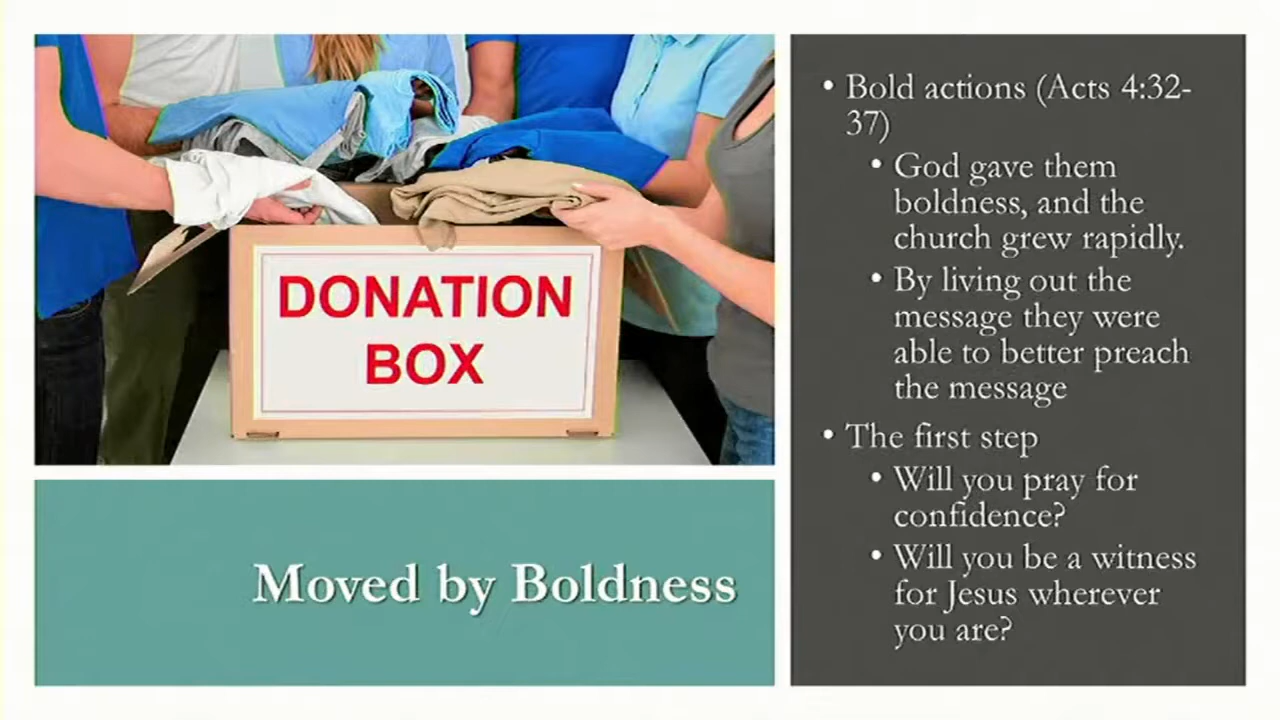 DONATION
BOX
Moved by Boldness
• Bold actions (Acts 4:32-
37)
• God gave them
boldness, and the
church grew rapidly.
• By living out the
message they were
able to better preach
the message
• The first step
• Will you pray for
confidence?
• Will you be a witness
for Jesus wherever
you are?